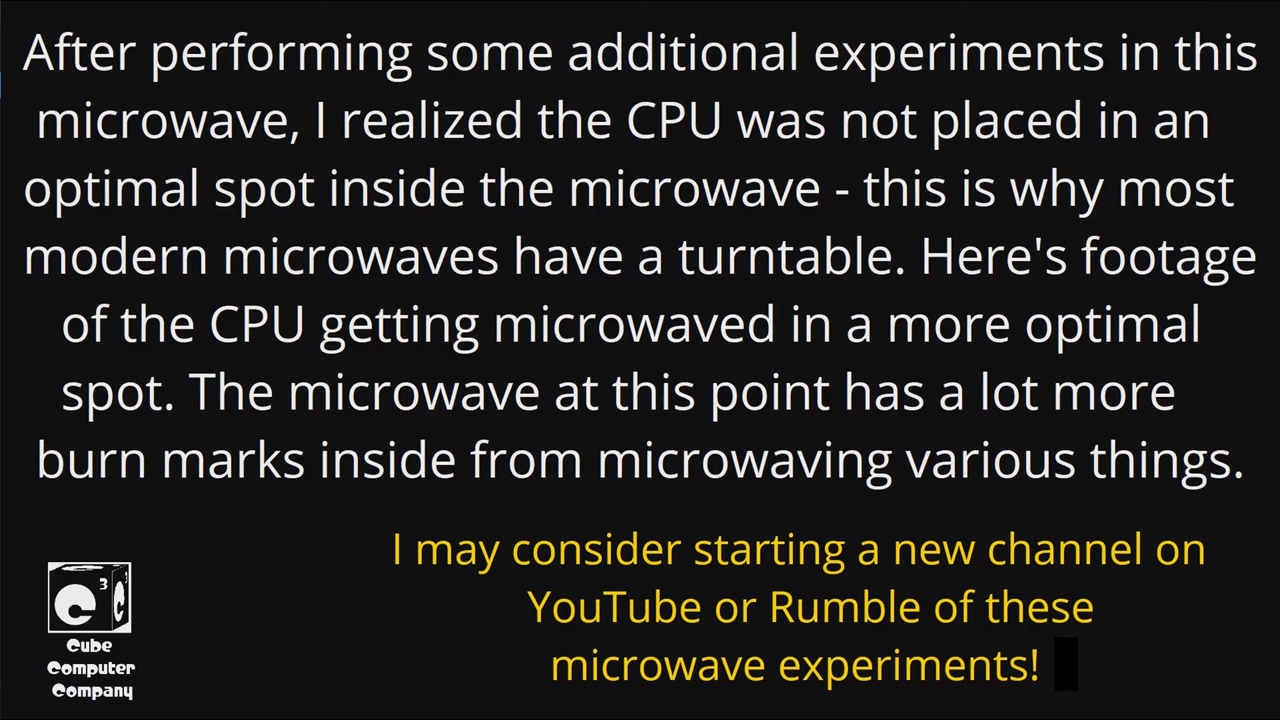 After performing some additional experiments in this
microwave, I realized the CPU was not placed in an
optimal spot inside the microwave - this is why most
modern microwaves have a turntable. Here's footage
of the CPU getting microwaved in a more optimal
spot. The microwave at this point has a lot more
burn marks inside from microwaving various things.
I may consider starting a new channel on
YouTube or Rumble of these
microwave experiments!
C 3 C
Cube
Computer
Company